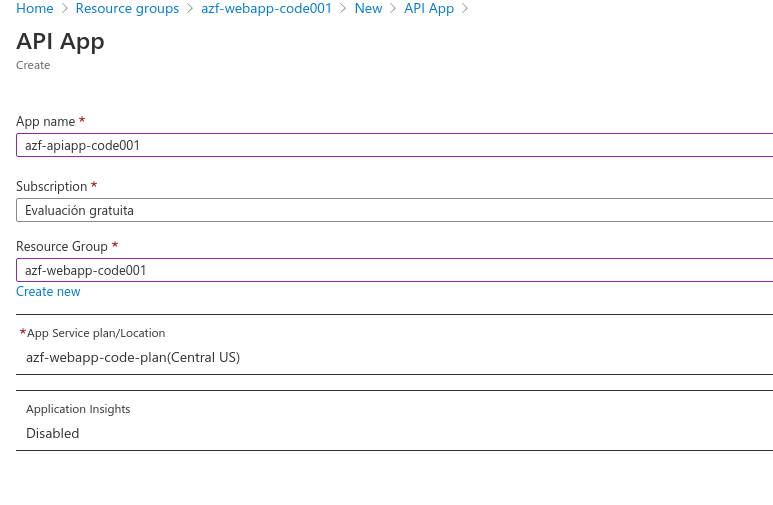 Home > Resource groups > azf-webapp-code001 > New > API App >
API App
Create
App name *
azf-apiapp-code001
Subscription *
Evaluación gratuita
Resource Group *
azf-webapp-code001
Create new
*App Service plan/Location
azf-webapp-code-plan(Central US)
Application Insights
Disabled